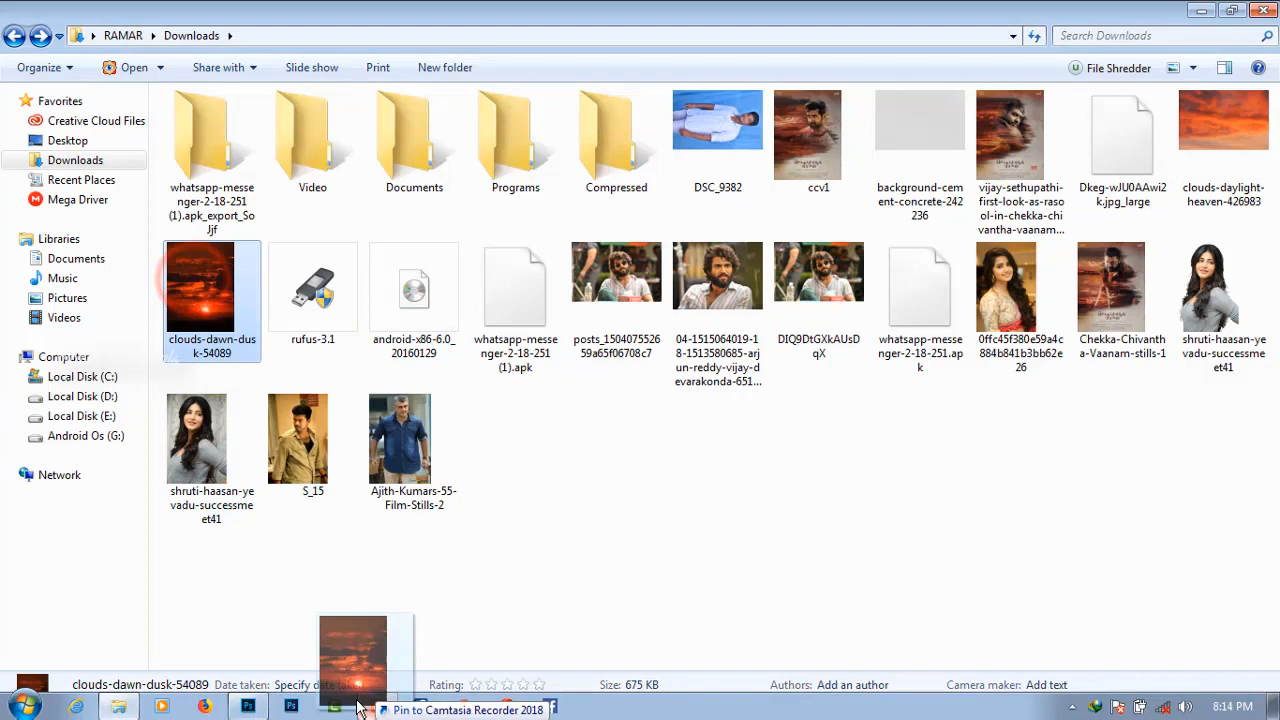 RAMAR Downloads
Search Downloads
Organize Open Share with Slide show Print New folder File Shredder
Favorites
Creative Cloud Files
Desktop
Downloads
Recent Places
Mega Driver
Libraries
Documents
Music
Pictures
Videos
Computer
Local Disk (C:)
Local Disk (D:)
Local Disk (E:)
Android Os (G:)
Network
whatsapp-messe
nger-2-18-251
(1).apk_export_So
Jjf
Video
Documents
Programs
Compressed
DSC_9382
ccv1
background-cem
ent-concrete-242
236
vijay-sethupathi-
first-look-as-raso
ol-in-chekka-chi
vantha-vaanam...
Dkeg-wJU0AAwi2
k.jpg_large
clouds-daylight-
heaven-426983
clouds-dawn-dus
k-54089
rufus-3.1
android-x86-6.0_
20160129
whatsapp-messe
nger-2-18-251
(1).apk
posts_1504075526
59a65f06708c7
04-1515064019-1
8-1513580685-arj
un-reddy-vijay-d
evarakonda-651...
DIQ9DtGXkAUsD
qX
whatsapp-messe
nger-2-18-251.ap
k
0ffc45f380e59a4c
884b841b3bb62e
26
Chekka-Chivanth
a-Vaanam-stills-1
shruti-haasan-ye
vadu-successme
et41
shruti-haasan-ye
vadu-successm
eet41
S_15
Ajith-Kumars-55-
Film-Stills-2
clouds-dawn-dusk-54089 Date taken: Specify date Rating: Size: 675 KB Authors: Add an author Camera maker: Add text
Pin to Camtasia Recorder 2018
8:14 PM